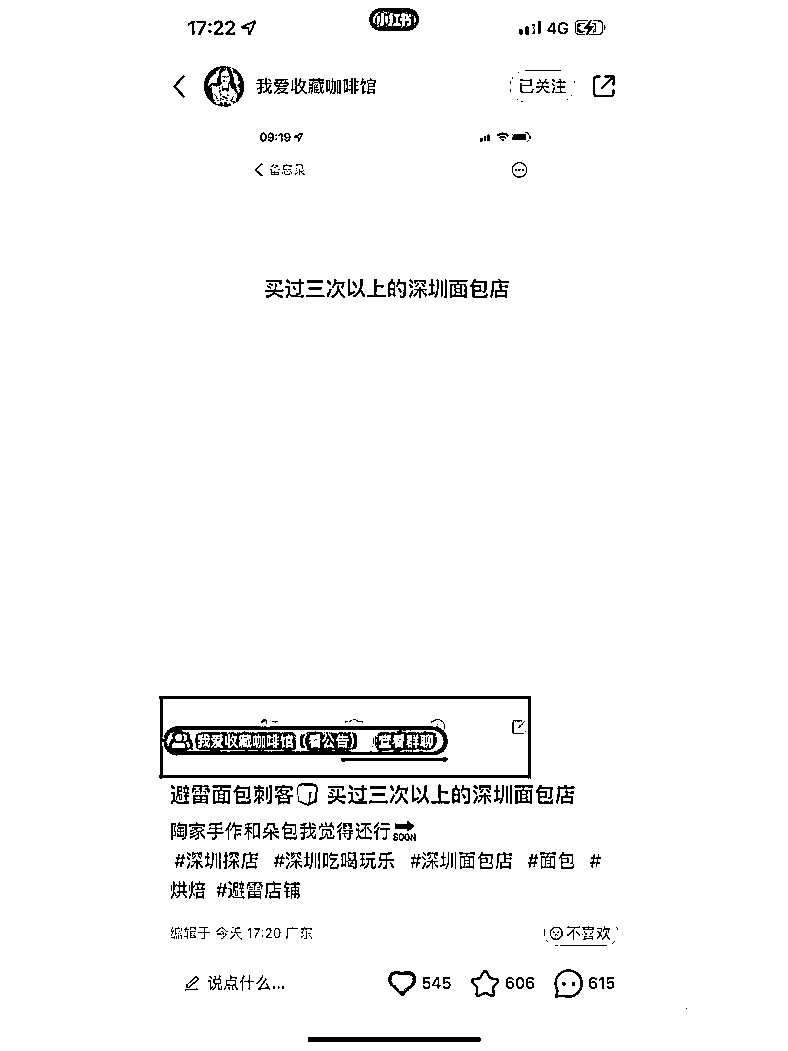 17:22
小红书
4G
我爱收藏咖啡馆
已关注
09:19
备忘录
买过三次以上的深圳面包店
我爱收藏咖啡馆（看公告） 查看群聊
避雷面包刺客 买过三次以上的深圳面包店
陶家手作和朵包我觉得还行
SOON
#深圳探店 #深圳吃喝玩乐 #深圳面包店 #面包 #
烘焙 #避雷店铺
编辑于 今天 17:20 广东
不喜欢
说点什么...
545
606
615